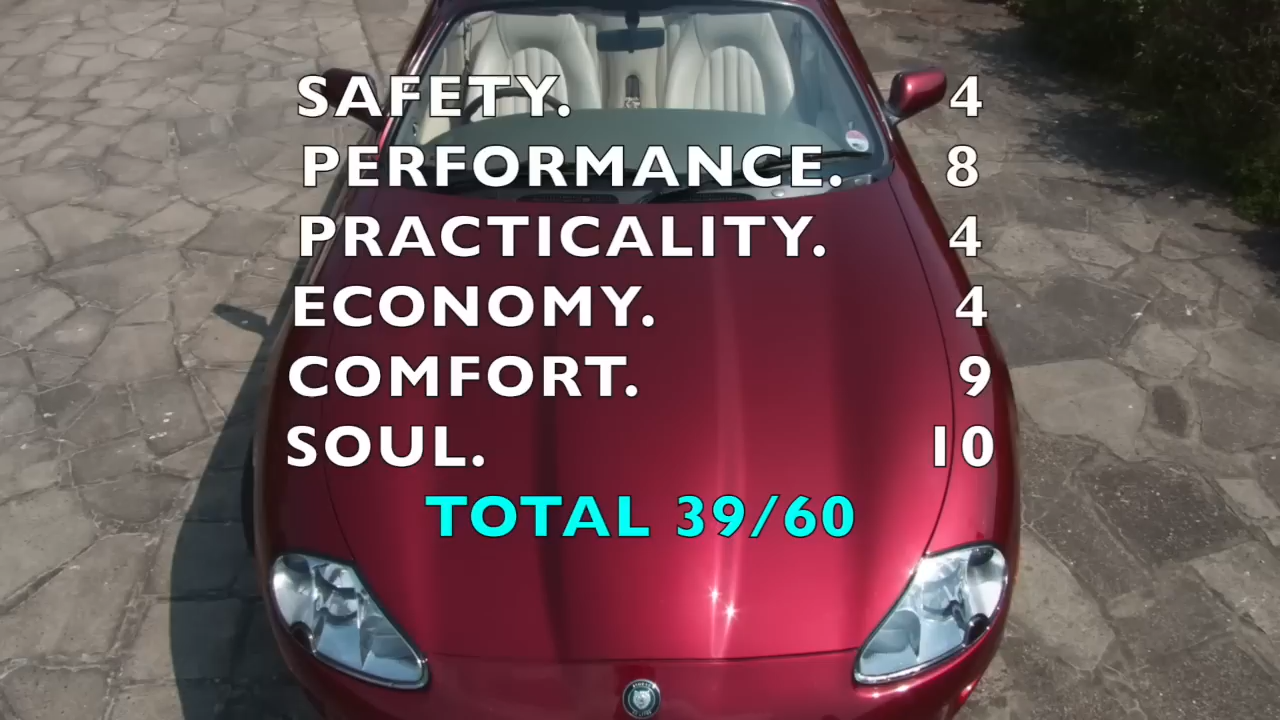 SAFETY. 4
PERFORMANCE. 8
PRACTICALITY. 4
ECONOMY. 4
COMFORT. 9
SOUL. 10
TOTAL 39/60